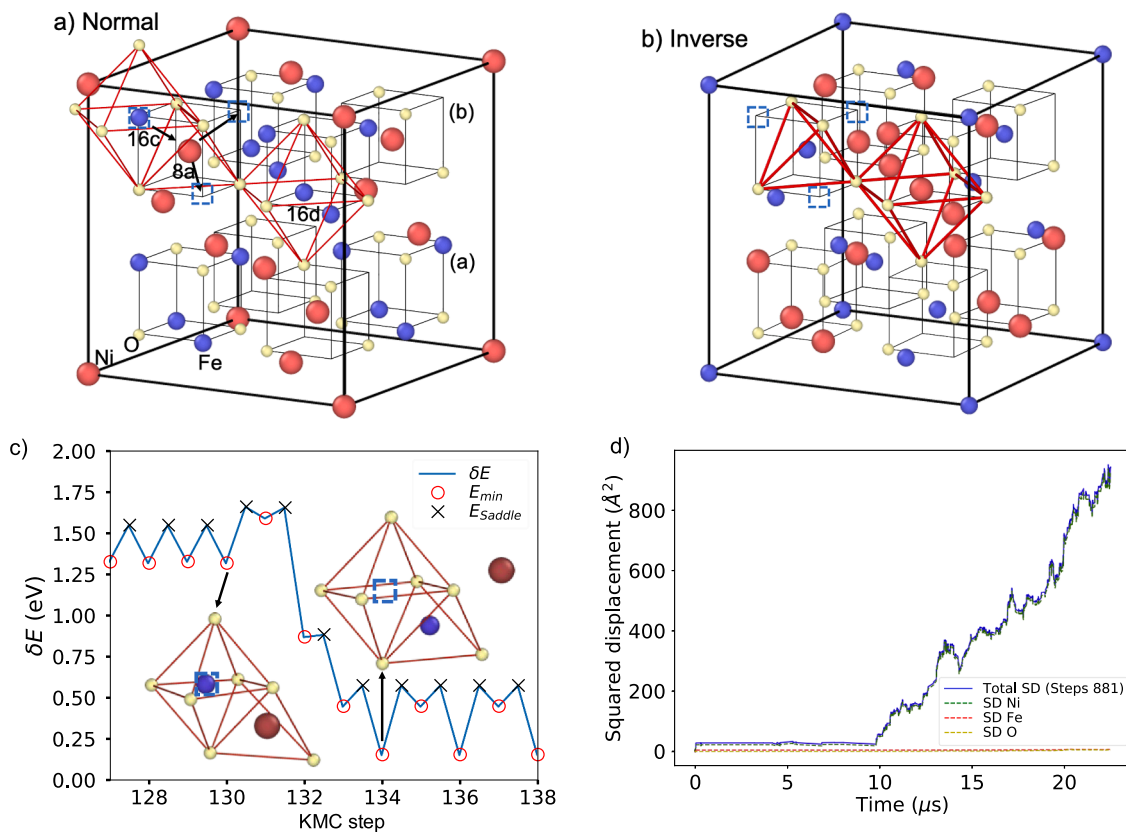 a) Normal
b) Inverse
16c
8a
16d
(b)
(a)
Ni
O
Fe
c)
δE (eV)
2.00
1.75
1.50
1.25
1.00
0.75
0.50
0.25
0.00
δE
E_min
E_Saddle
128
130
132
134
136
138
KMC step
d)
Squared displacement (Å²)
800
600
400
200
0
Total SD (Steps 881)
SD Ni
SD Fe
SD O
0
5
10
15
20
Time (μs)